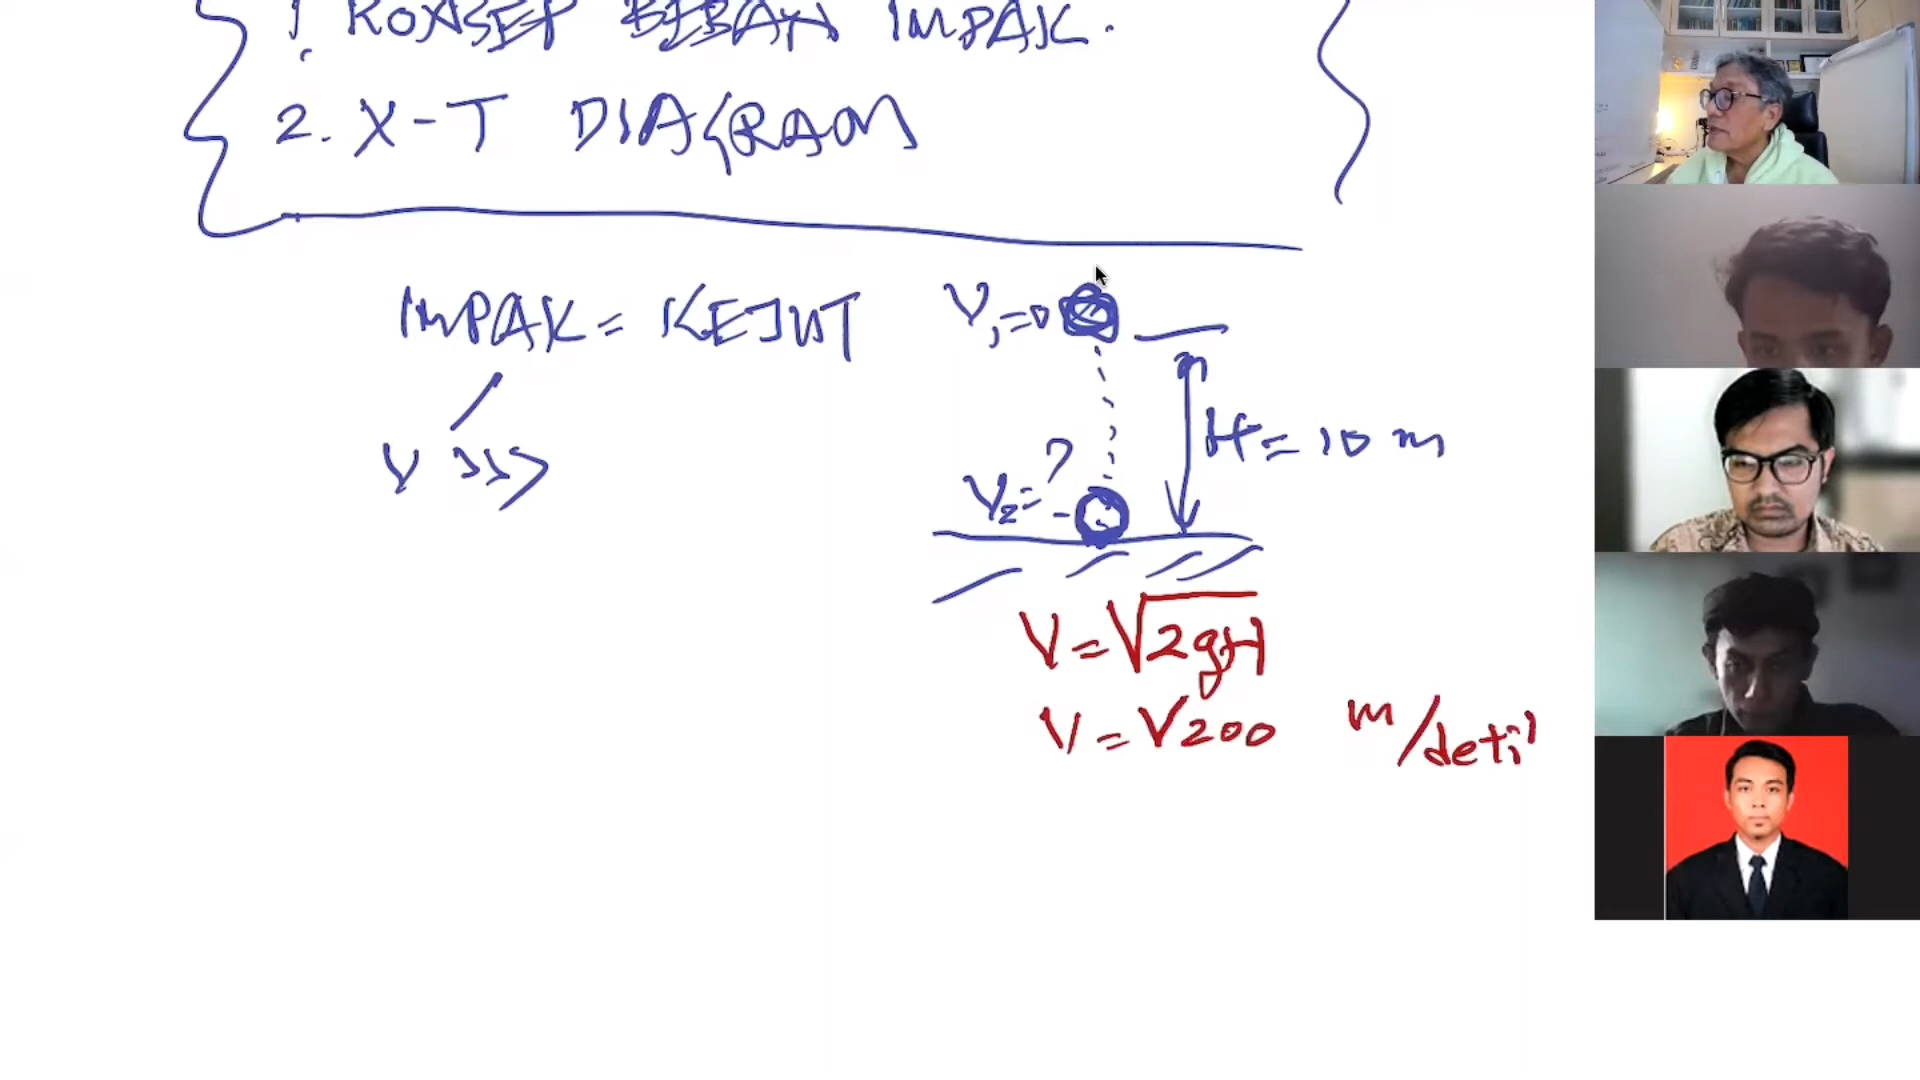 1. KONSEP BEBAN IMPAK.
2. X-T DIAGRAM
IMPAK = KEJUT
V >>>
V₁=0
H = 10 m
V₂= ?
V = √2gH
V = √200 m/detik